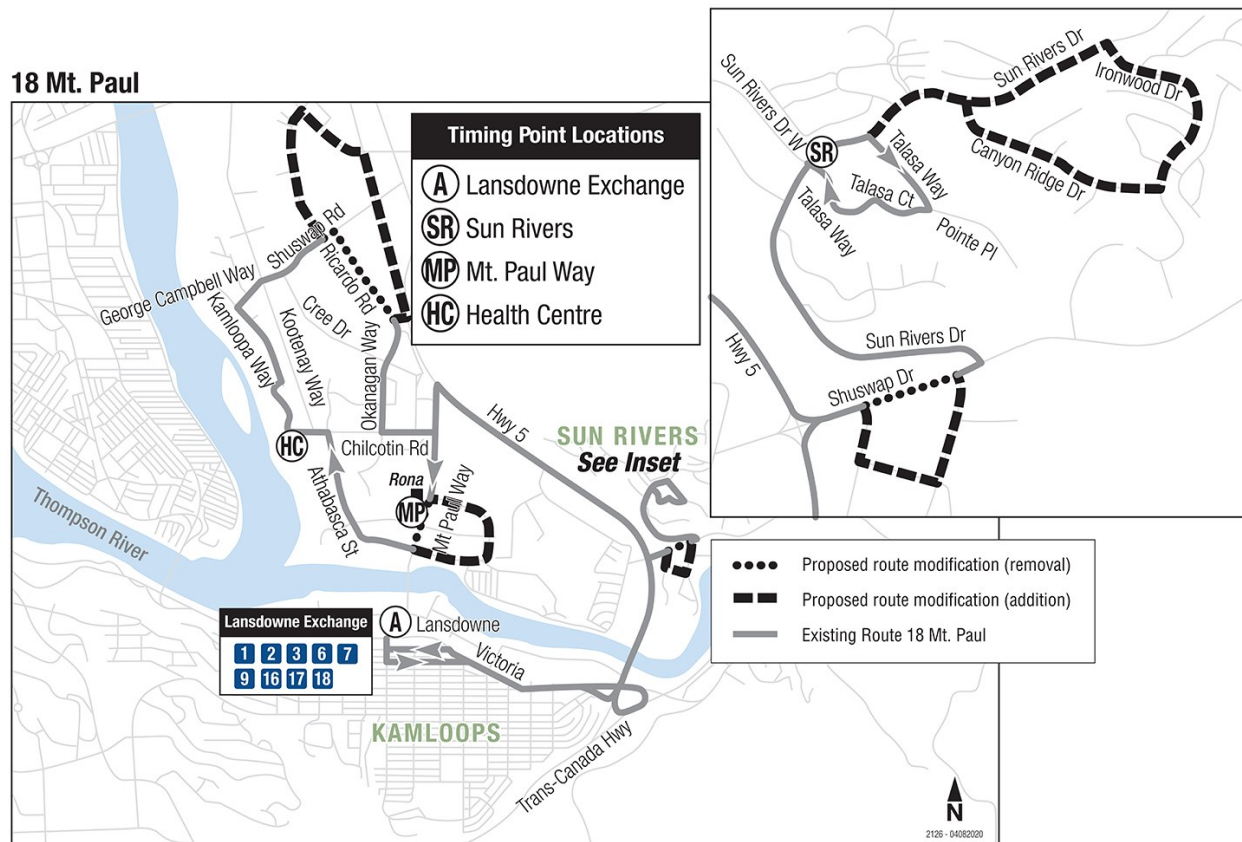 18 Mt. Paul
Timing Point Locations
A Lansdowne Exchange
SR Sun Rivers
MP Mt. Paul Way
HC Health Centre
George Campbell Way
Shuswap Rd
Ricardo Rd
Kamloopa Way
Kootenay Way
Cree Dr
Okanagan Way
Chilcotin Rd
Hwy 5
HC
Athabasca St
Rona
MP
Mt Paul Way
SUN RIVERS
See Inset
Thompson River
Lansdowne Exchange
1 2 3 6 7
9 16 17 18
A Lansdowne
Victoria
KAMLOOPS
Trans-Canada Hwy
N
2126 - 04082020
Sun Rivers Dr W
SR
Sun Rivers Dr
Ironwood Dr
Talasa Way
Canyon Ridge Dr
Talasa Ct
Talasa Way
Pointe Pl
Sun Rivers Dr
Hwy 5
Shuswap Dr
Proposed route modification (removal)
Proposed route modification (addition)
Existing Route 18 Mt. Paul